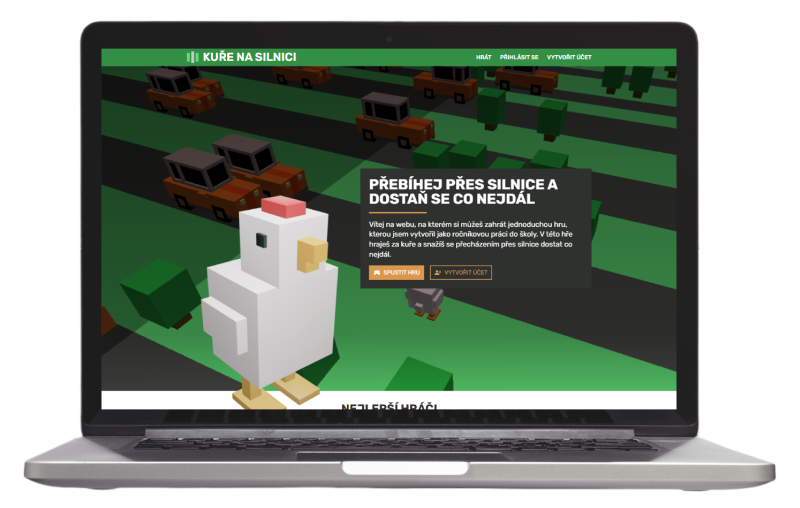 KUŘE NA SILNICI
HRÁT PŘIHLÁSIT SE VYTVOŘIT ÚČET
PŘEBÍHEJ PŘES SILNICE A
DOSTAŇ SE CO NEJDÁL
Vítej na webu, na kterém si můžeš zahrát jednoduchou hru,
kterou jsem vytvořil jako ročníkovou práci do školy. V této hře
hraješ za kuře a snažíš se přecházením přes silnice dostat co
nejdál.
SPUSTIT HRU VYTVOŘIT ÚČET
NEJLEPŠÍ HRÁČI